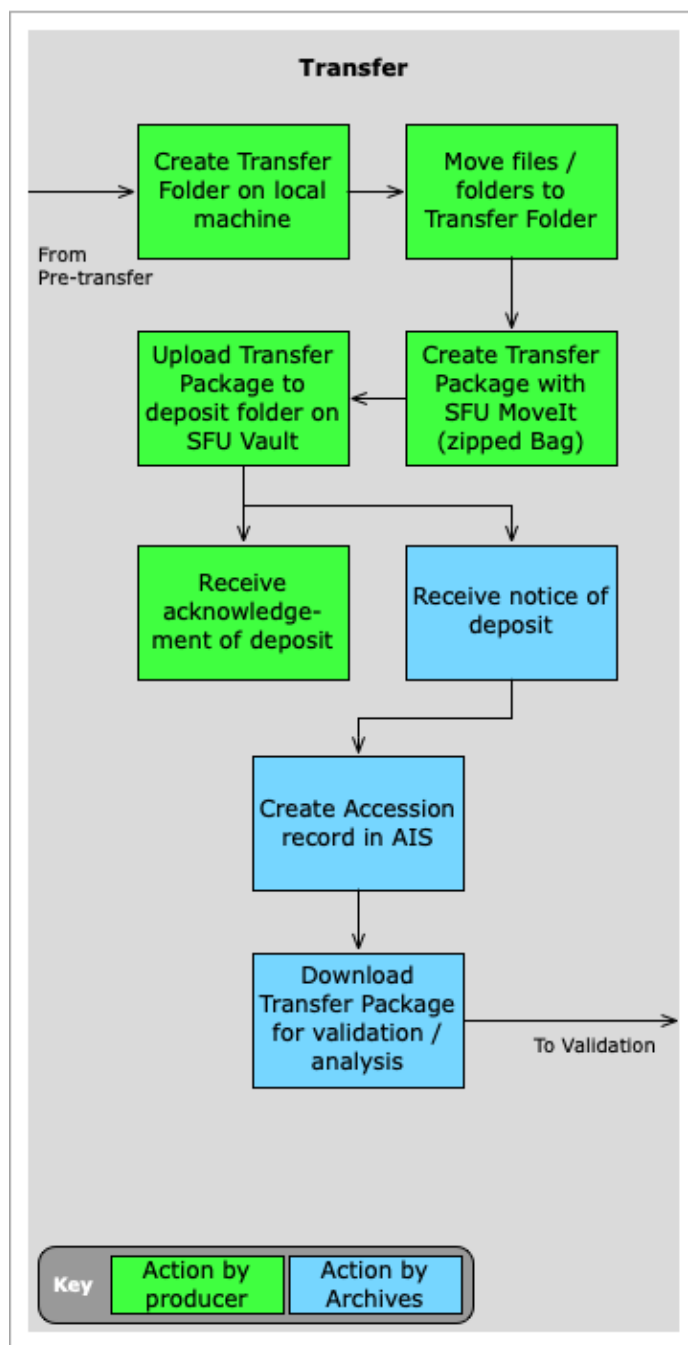 Transfer
Create Transfer
Folder on local
machine
Move files /
folders to
Transfer Folder
From
Pre-transfer
Upload Transfer
Package to
deposit folder on
SFU Vault
Create Transfer
Package with
SFU MoveIt
(zipped Bag)
Receive
acknowledge-
ment of deposit
Receive notice of
deposit
Create Accession
record in AIS
Download
Transfer Package
for validation /
analysis
To Validation
Key
Action by
producer
Action by
Archives